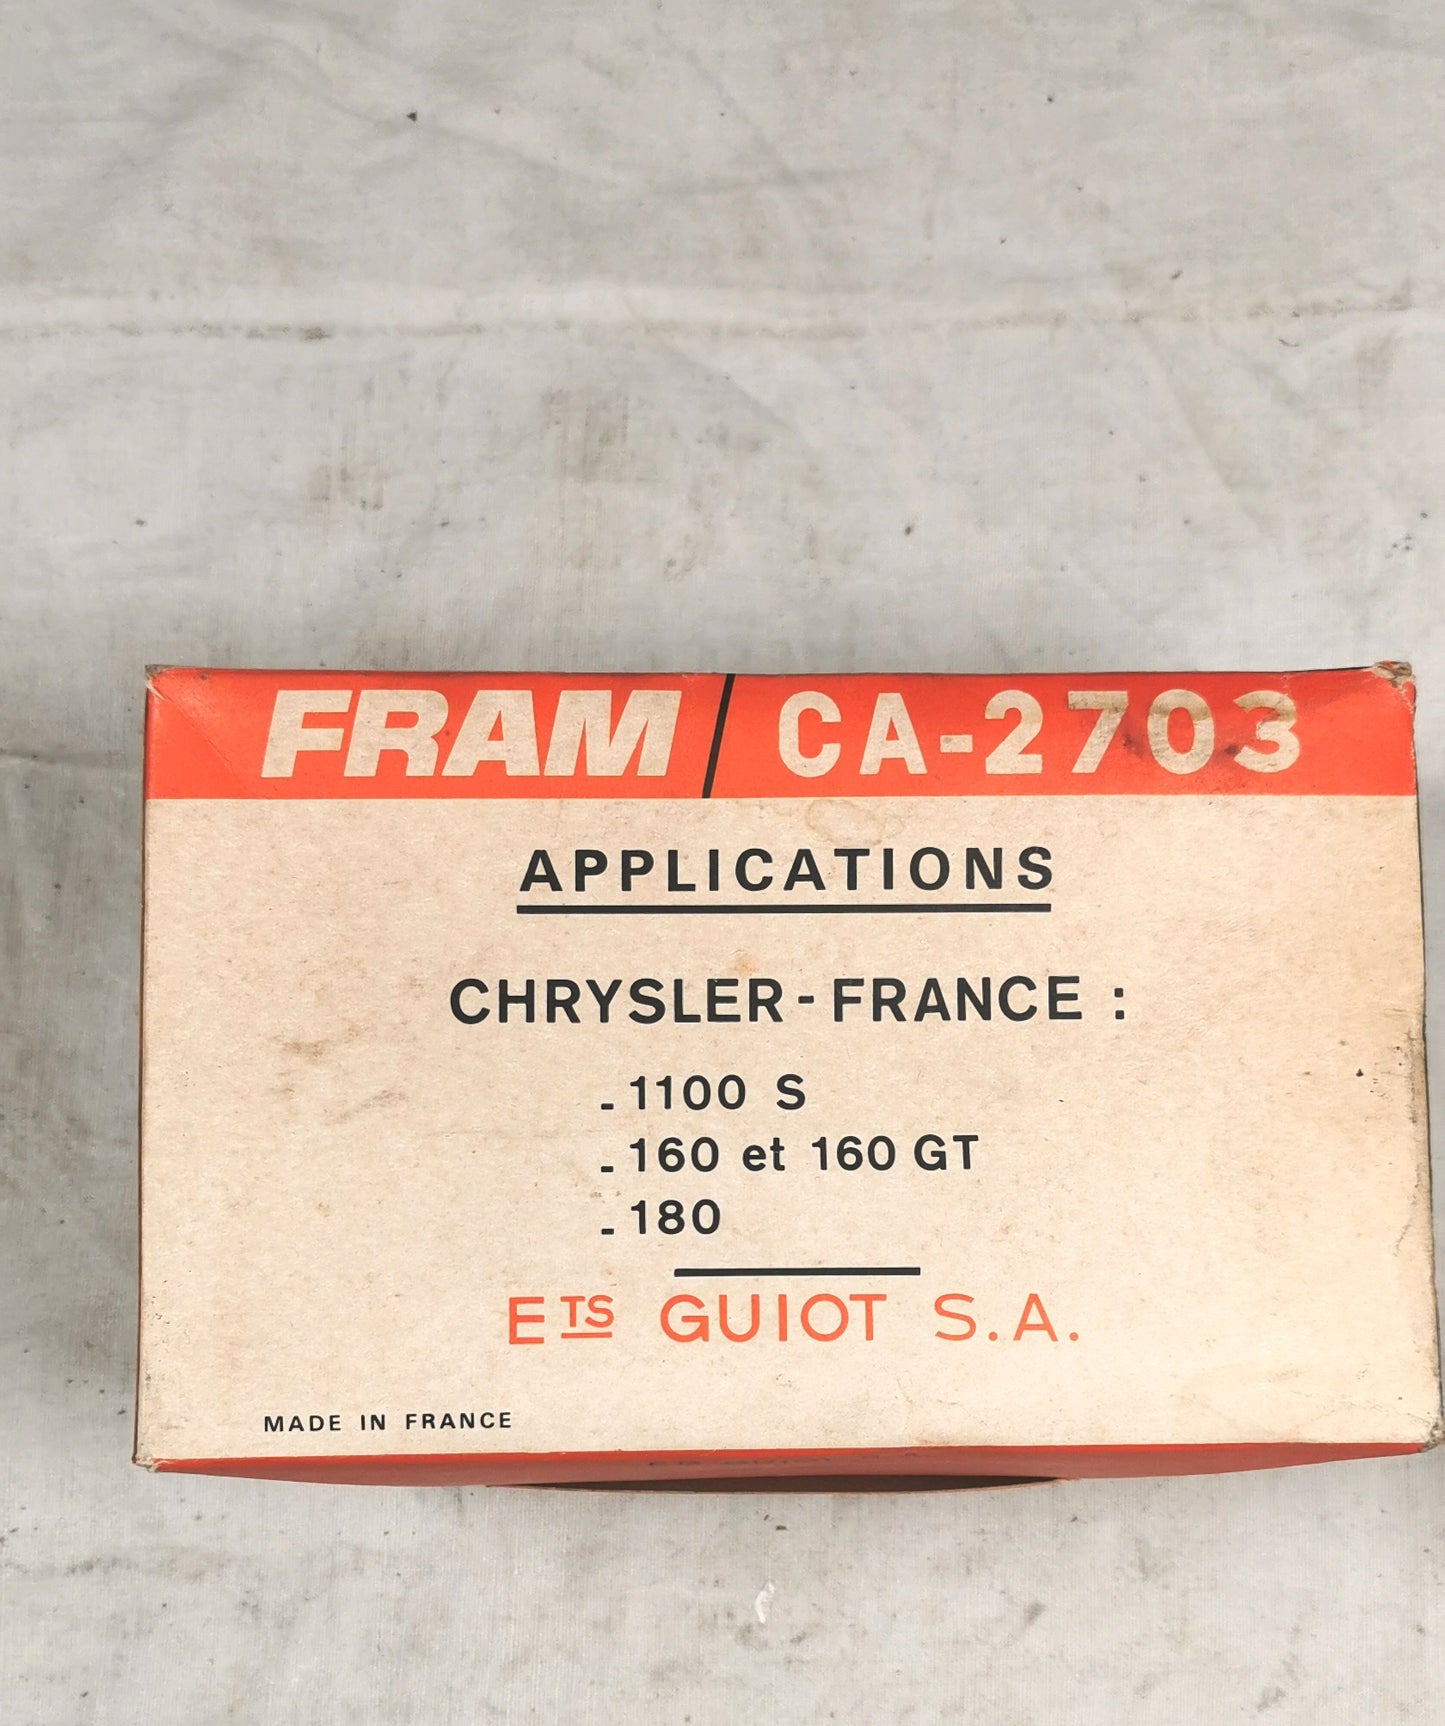 FRAM / CA-2703
APPLICATIONS
CHRYSLER - FRANCE :
- 1100 S
- 160 et 160 GT
- 180
ETS GUIOT S.A.
MADE IN FRANCE